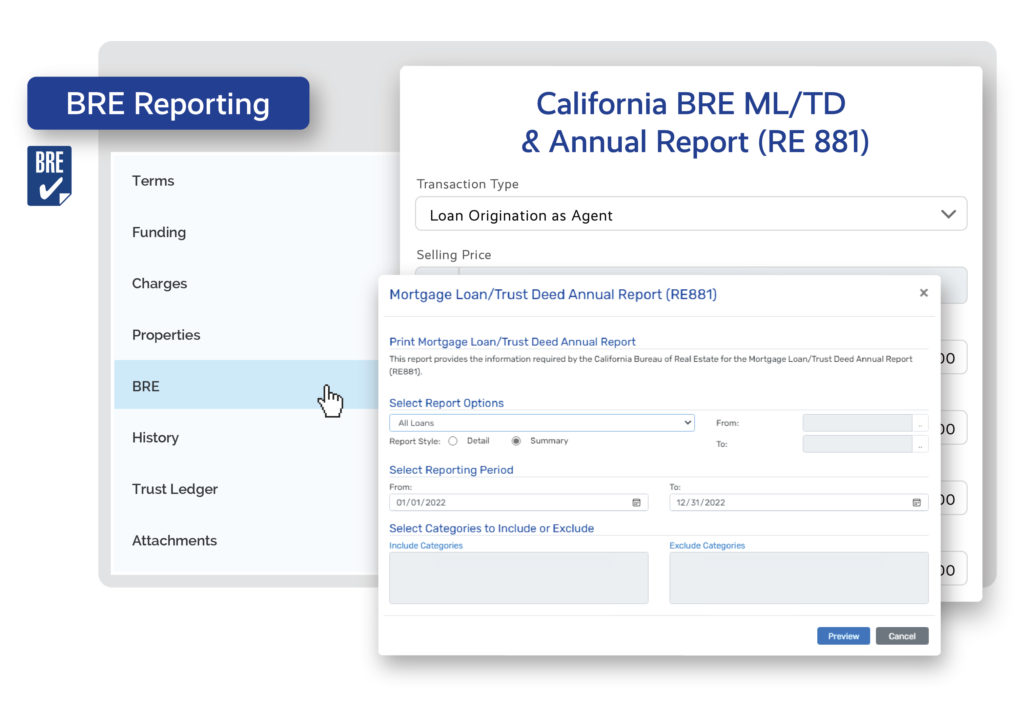 BRE Reporting
BRE
Terms
Funding
Charges
Properties
BRE
History
Trust Ledger
Attachments
California BRE ML/TD
& Annual Report (RE 881)
Transaction Type
Loan Origination as Agent
Selling Price
00
00
00
00
Mortgage Loan/Trust Deed Annual Report (RE881)
×
Print Mortgage Loan/Trust Deed Annual Report
This report provides the information required by the California Bureau of Real Estate for the Mortgage Loan/Trust Deed Annual Report
(RE881).
Select Report Options
All Loans
From:
..
Report Style: Detail Summary
To:
..
Select Reporting Period
From: To:
01/01/2022 12/31/2022
Select Categories to Include or Exclude
Include Categories Exclude Categories
Preview Cancel